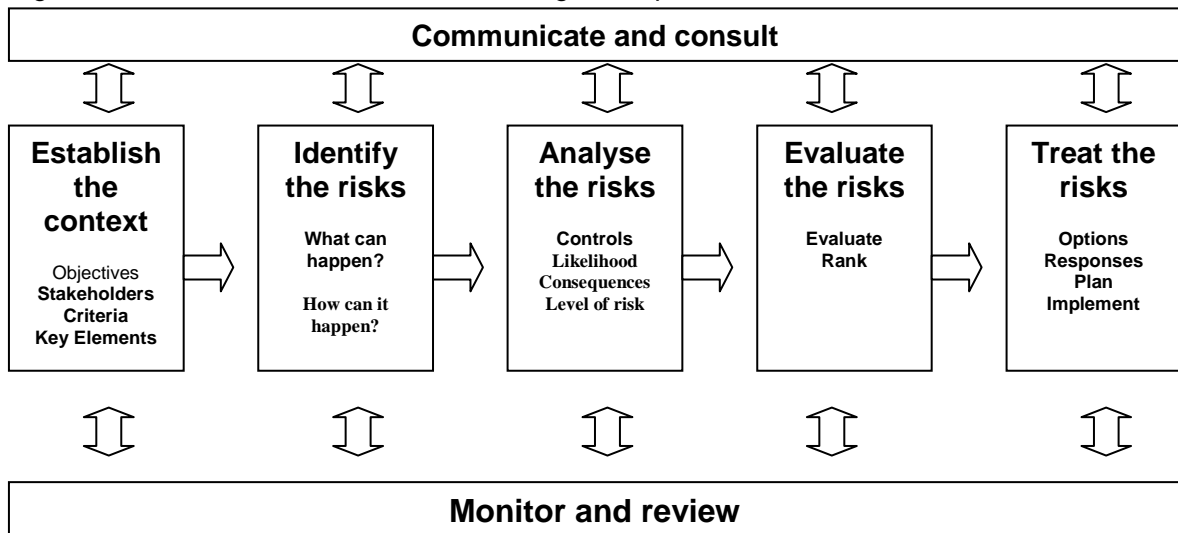 Communicate and consult
Establish
the
context
Objectives
Stakeholders
Criteria
Key Elements
Identify
the risks
What can
happen?
How can it
happen?
Analyse
the risks
Controls
Likelihood
Consequences
Level of risk
Evaluate
the risks
Evaluate
Rank
Treat the
risks
Options
Responses
Plan
Implement
Monitor and review